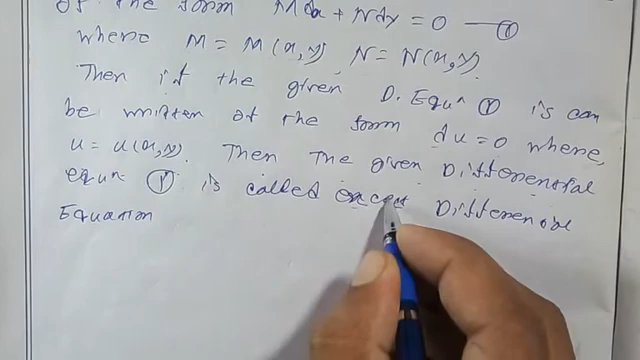 of the form Mdx + Ndy = 0 — ①
where M = M(x,y) N = N(x,y).
Then if the given D. Equn ① is can
be written of the form du = 0 where,
u = u(x,y). Then The given Differential
equn ① is called exact Differential
Equation